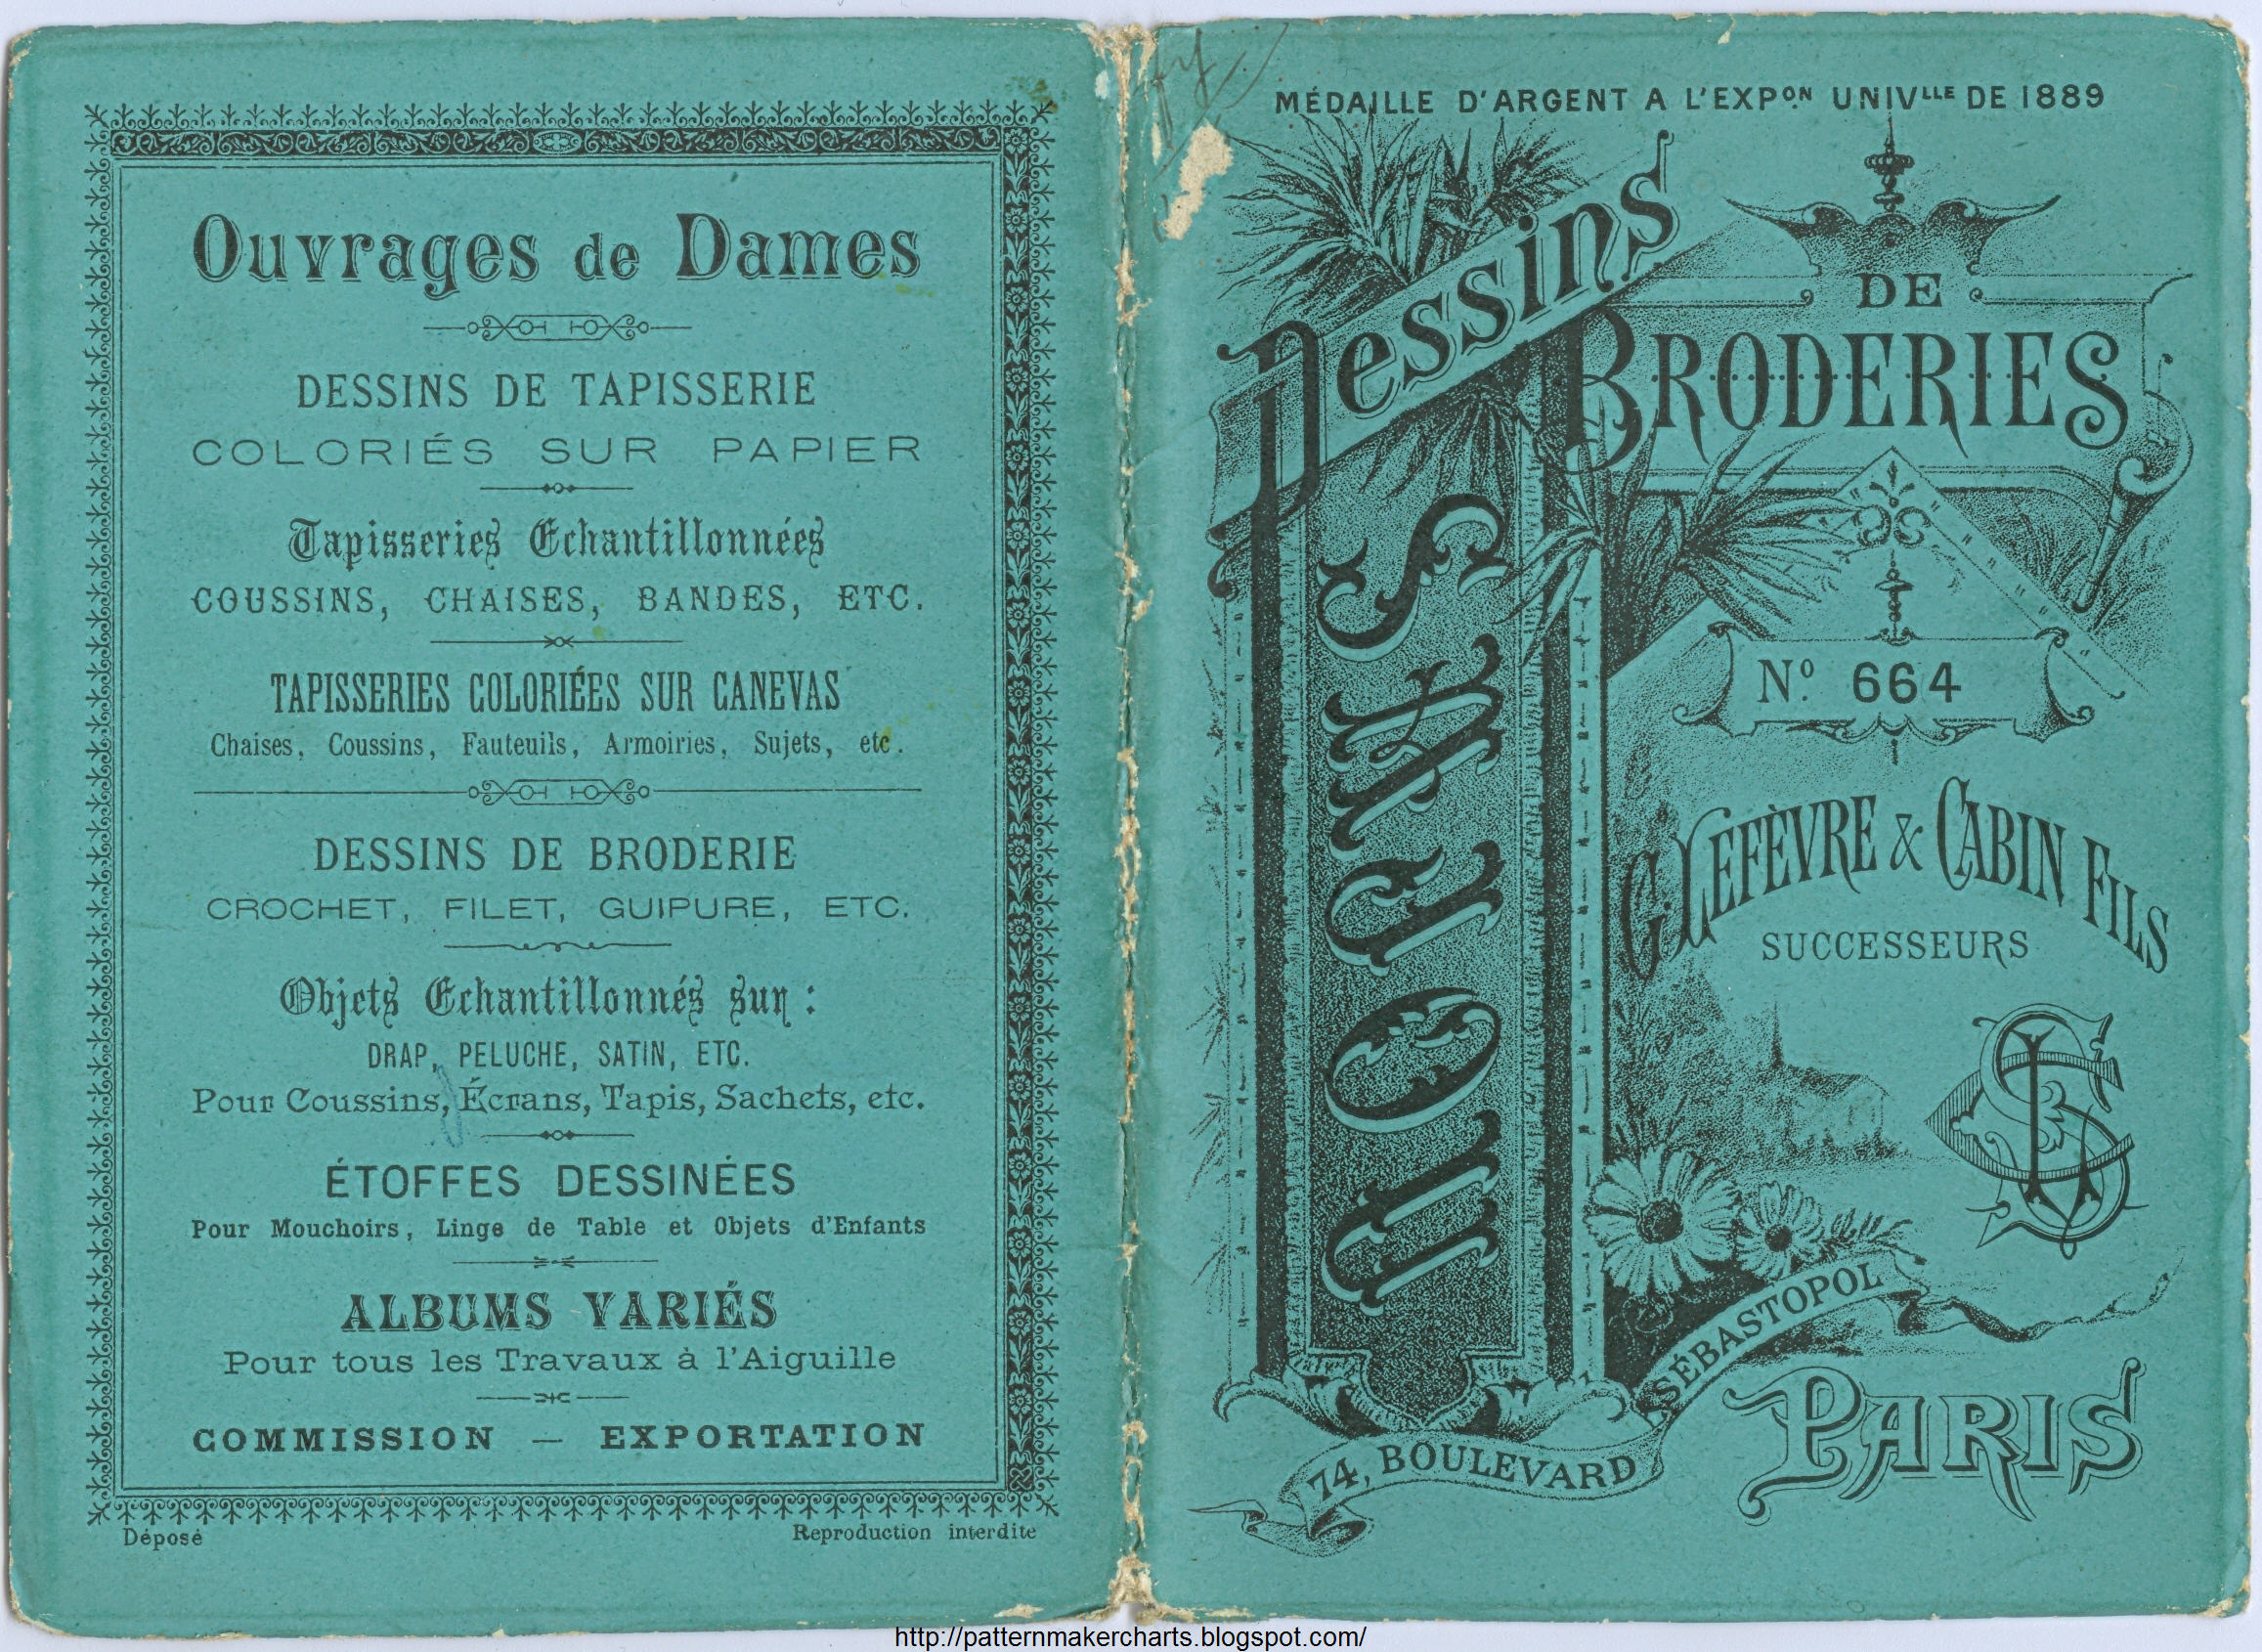 Ouvrages de Dames
DESSINS DE TAPISSERIE
COLORIÉS SUR PAPIER
Tapisseries Echantillonnées
COUSSINS, CHAISES, BANDES, ETC.
TAPISSERIES COLORIÉES SUR CANEVAS
Chaises, Coussins, Fauteuils, Armoiries, Sujets, etc.
DESSINS DE BRODERIE
CROCHET, FILET, GUIPURE, ETC.
Objets Echantillonnés sur :
DRAP, PELUCHE, SATIN, ETC.
Pour Coussins, Écrans, Tapis, Sachets, etc.
ÉTOFFES DESSINÉES
Pour Mouchoirs, Linge de Table et Objets d'Enfants
ALBUMS VARIÉS
Pour tous les Travaux à l'Aiguille
COMMISSION — EXPORTATION
Déposé
Reproduction interdite
MÉDAILLE D'ARGENT A L'EXPON UNIVLLE DE 1889
Dessins
DE
BRODERIES
SAJOU
No. 664
G. LEFÈVRE & CABIN FILS
SUCCESSEURS
74, BOULEVARD SÉBASTOPOL
PARIS
http://patternmakercharts.blogspot.com/